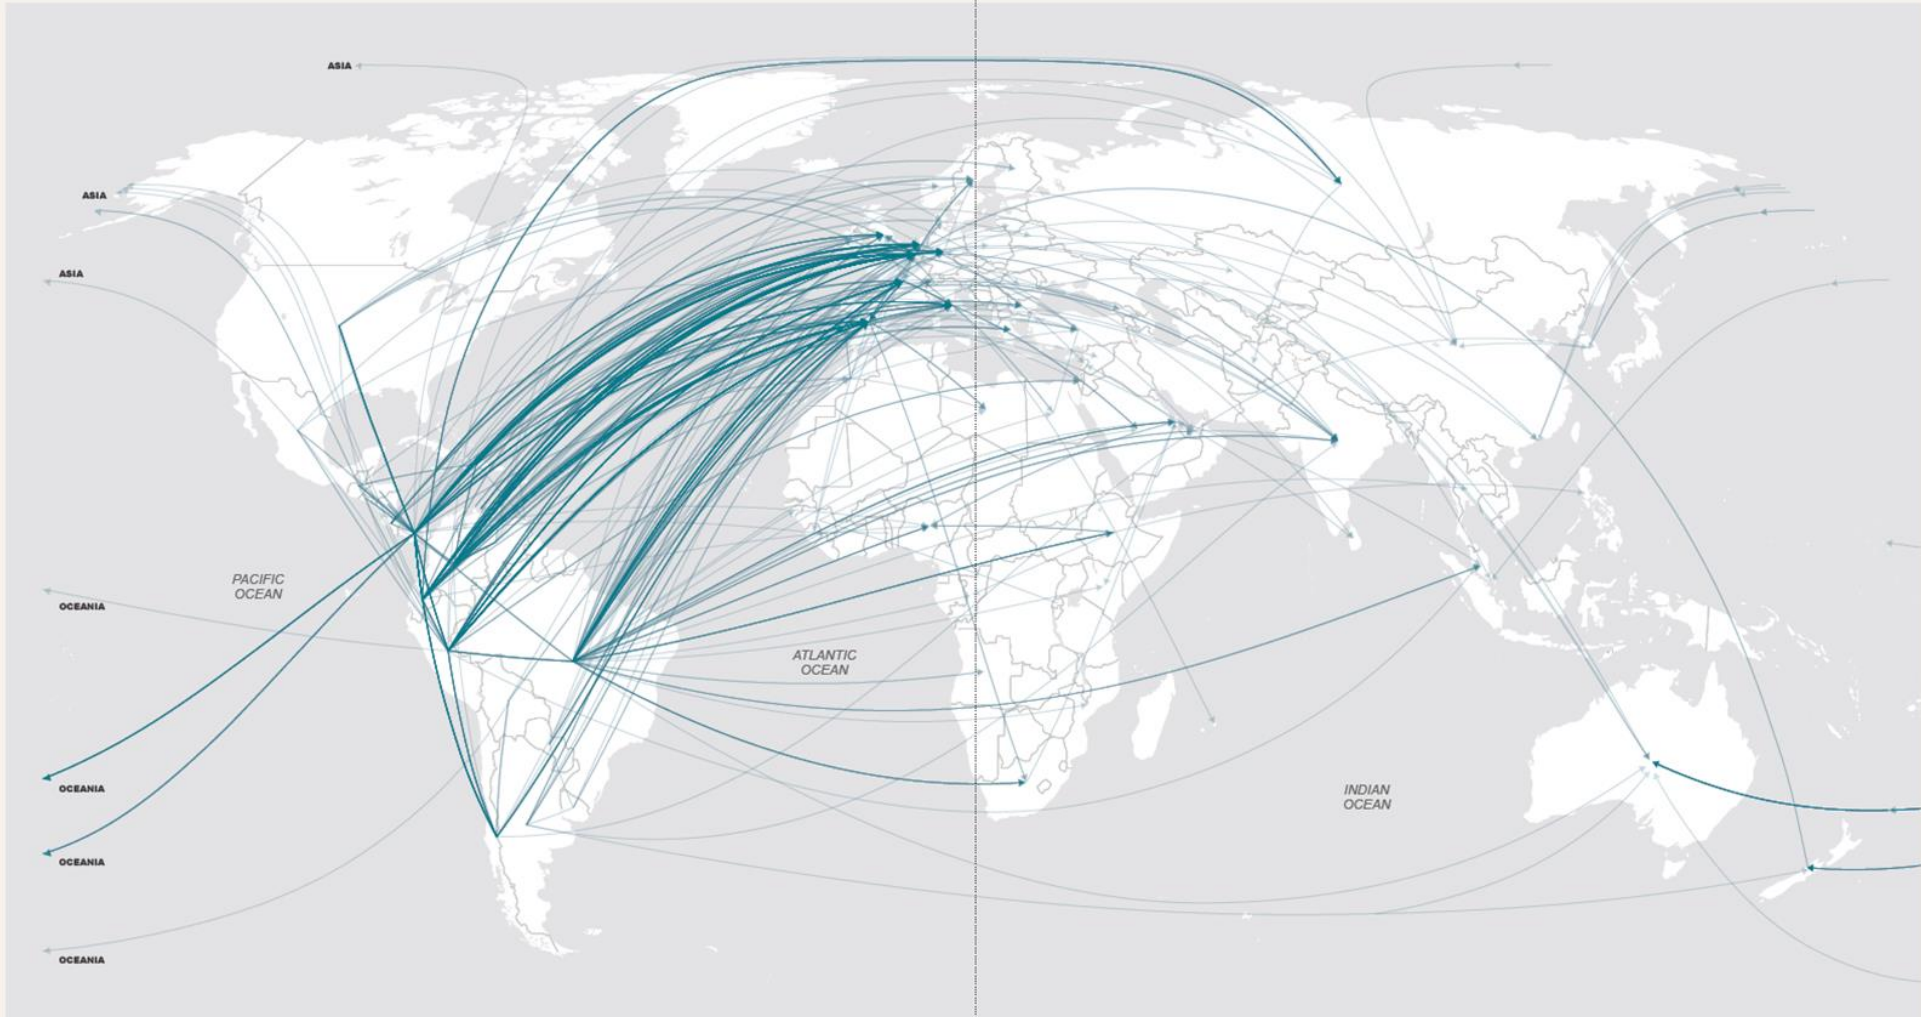 ASIA
ASIA
ASIA
PACIFIC
OCEAN
OCEANIA
ATLANTIC
OCEAN
OCEANIA
INDIAN
OCEAN
OCEANIA
OCEANIA